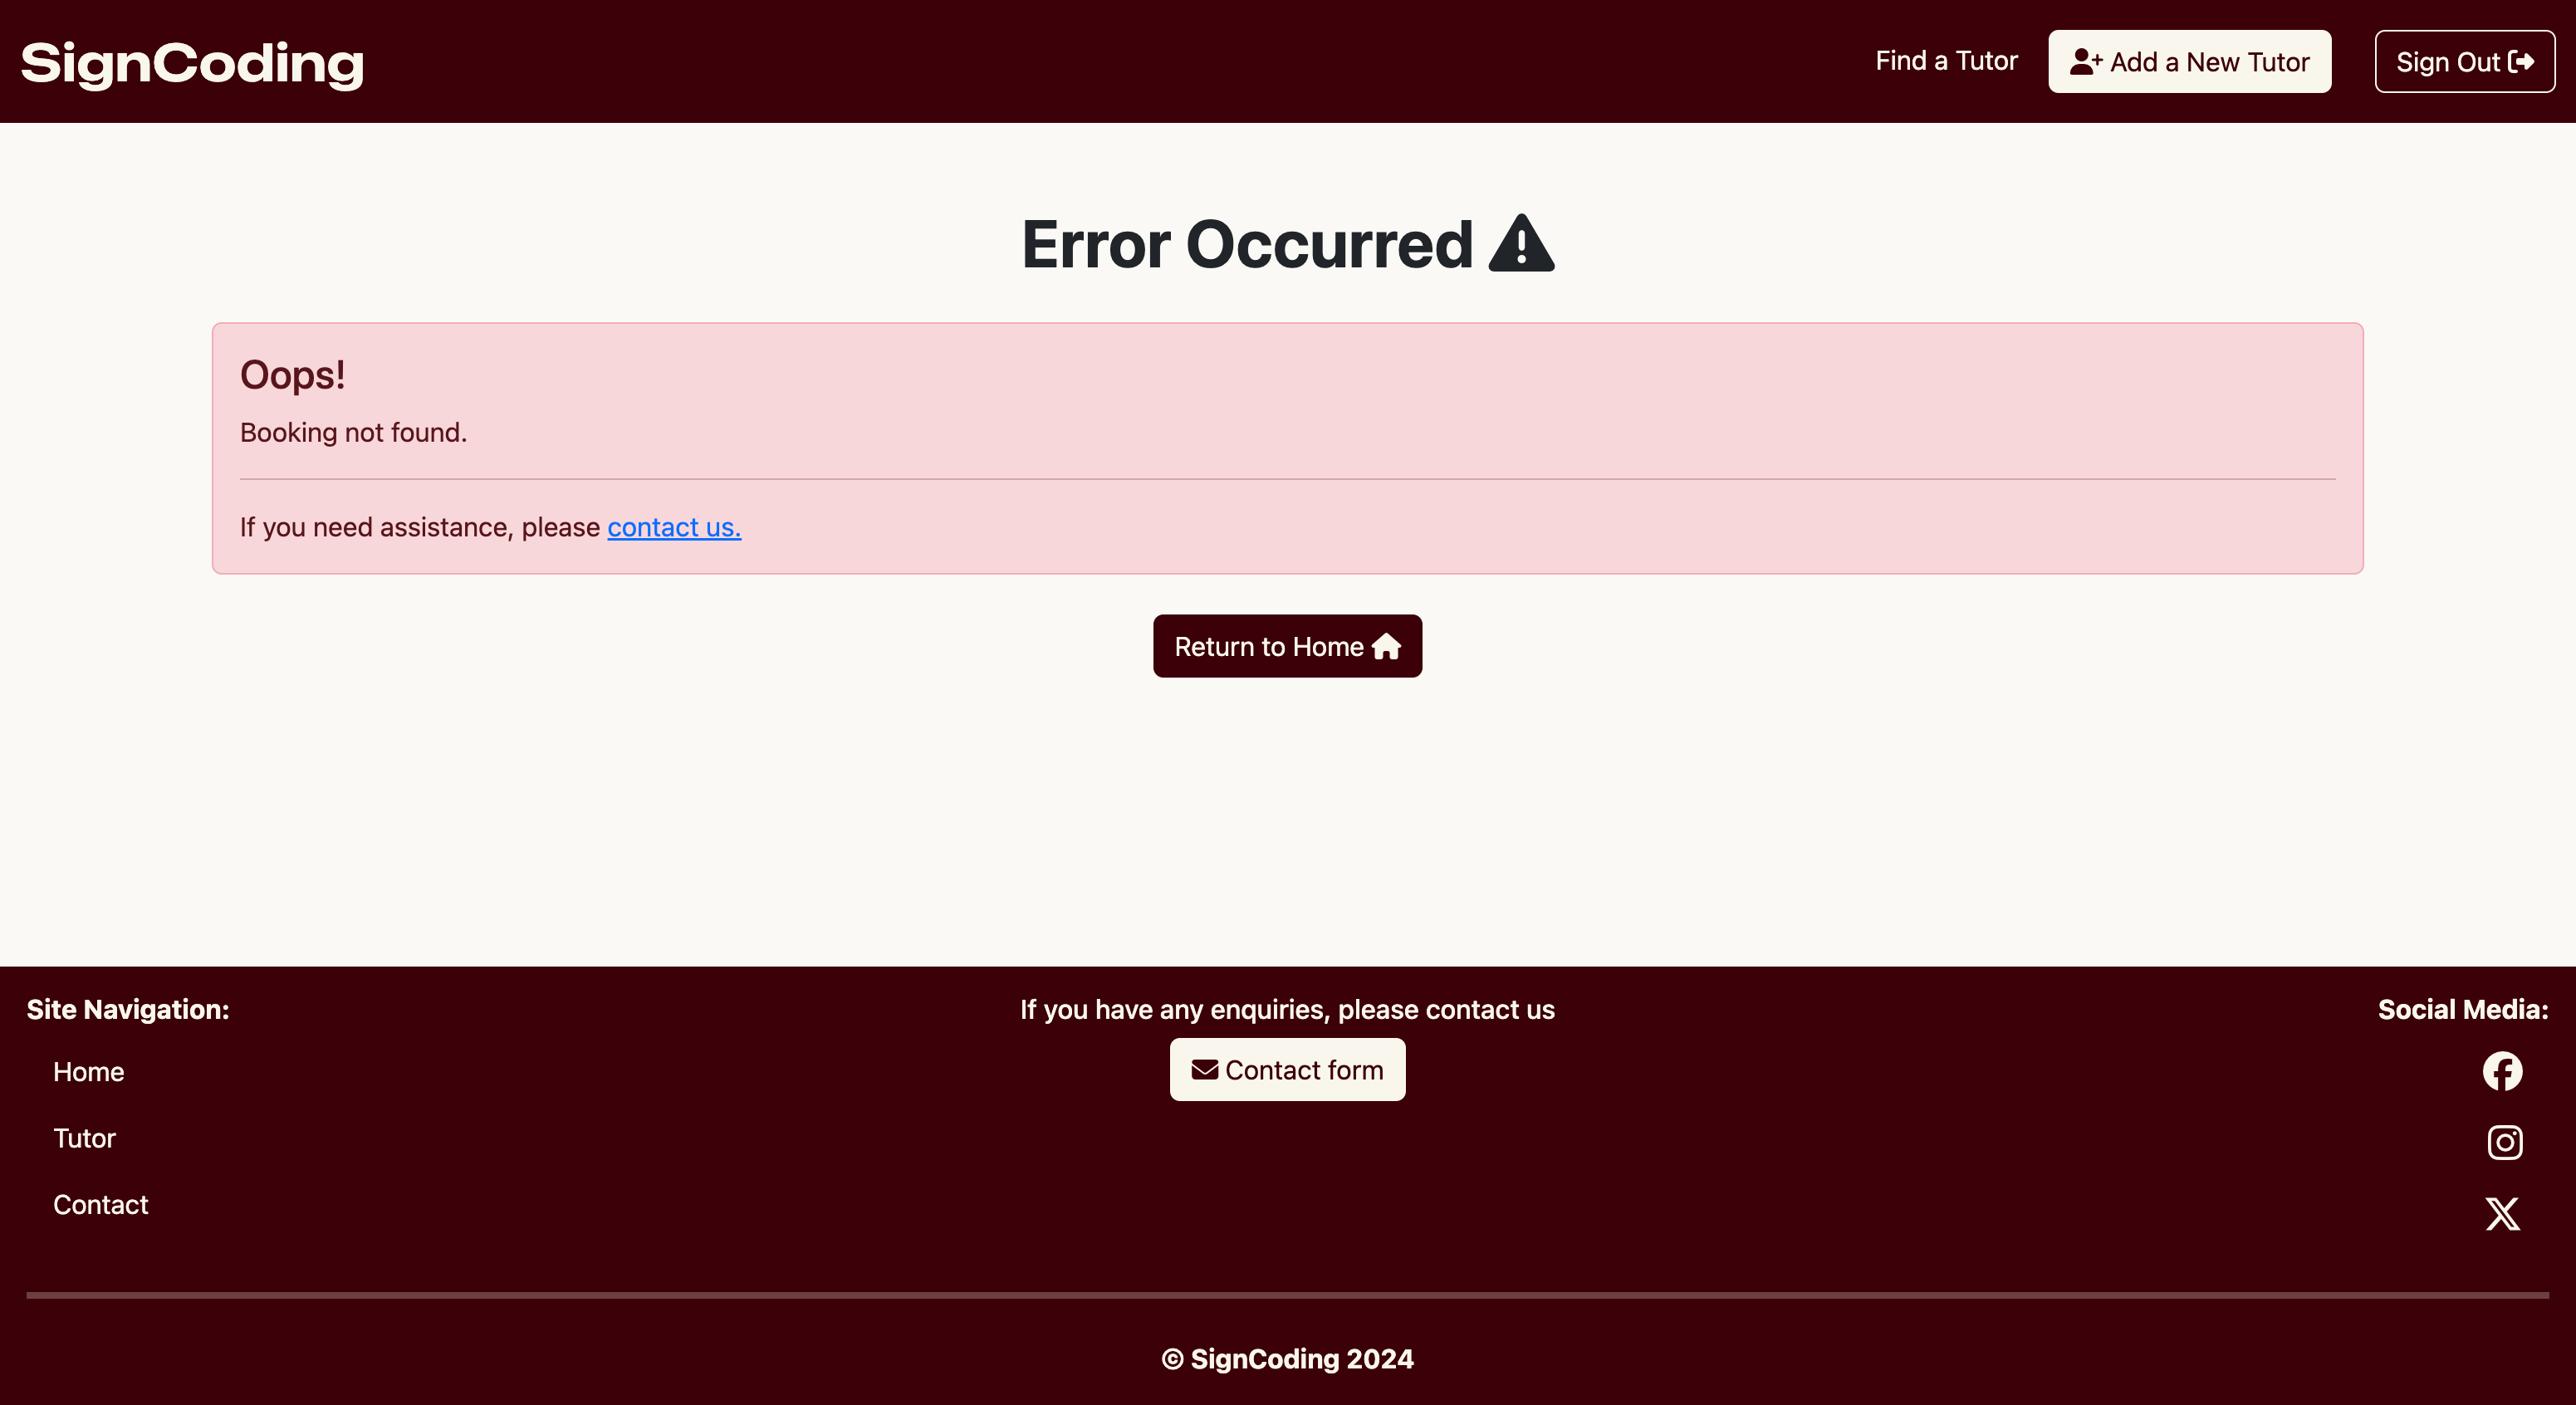 SignCoding
Find a Tutor
Add a New Tutor
Sign Out
Error Occurred
Oops!
Booking not found.
If you need assistance, please contact us.
Return to Home
Site Navigation:
Home
Tutor
Contact
If you have any enquiries, please contact us
Contact form
Social Media:
© SignCoding 2024